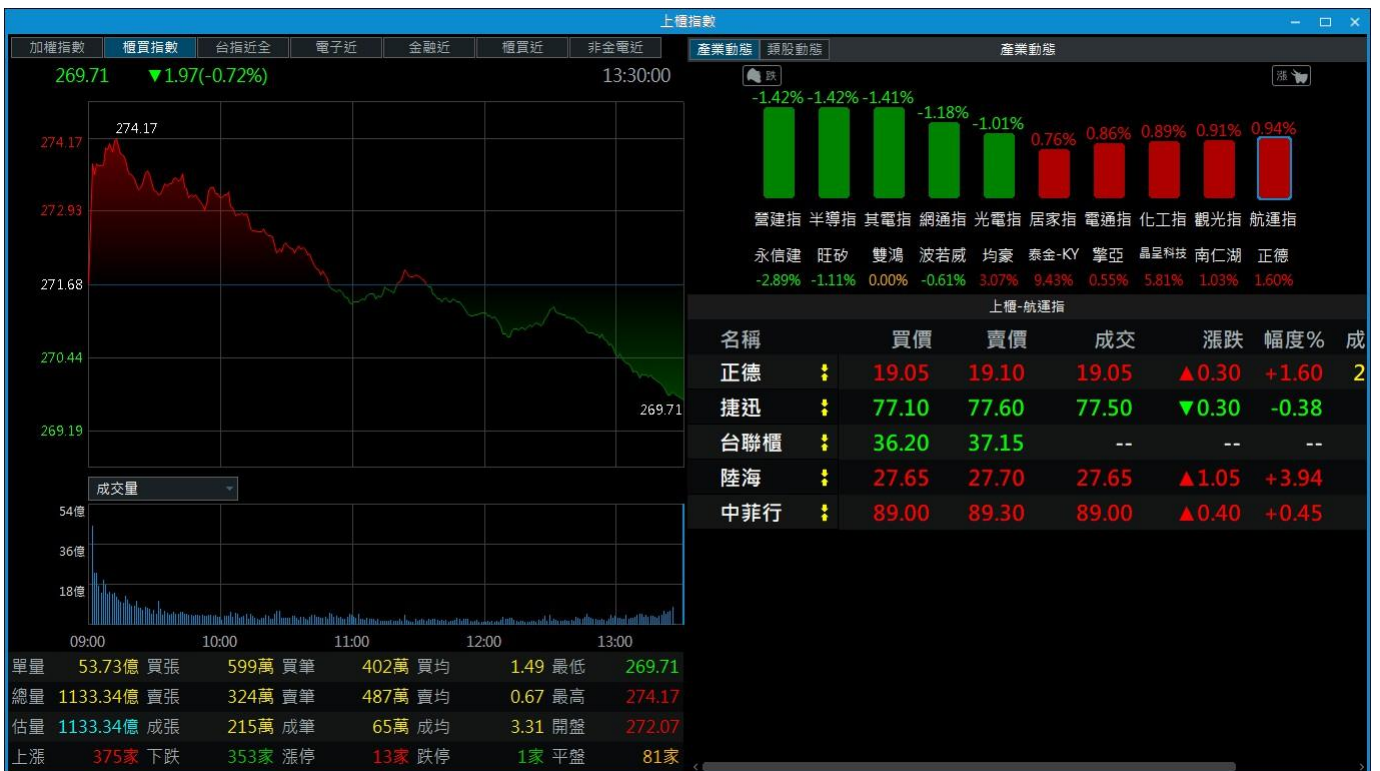 上櫃指數
加權指數 櫃買指數 台指近全 電子近 金融近 櫃買近 非金電近
269.71 ▼1.97(-0.72%) 13:30:00
274.17
274.17
272.93
271.68
270.44
269.71
269.19
成交量
54億
36億
18億
09:00 10:00 11:00 12:00 13:00
單量 53.73億 買張 599萬 買筆 402萬 買均 1.49 最低 269.71
總量 1133.34億 賣張 324萬 賣筆 487萬 賣均 0.67 最高 274.17
估量 1133.34億 成張 215萬 成筆 65萬 成均 3.31 開盤 272.07
上漲 375家 下跌 353家 漲停 13家 跌停 1家 平盤 81家
產業動態 類股動態 產業動態
跌 漲
-1.42% -1.42% -1.41% -1.18% -1.01% 0.76% 0.86% 0.89% 0.91% 0.94%
營建指 半導指 其電指 網通指 光電指 居家指 電通指 化工指 觀光指 航運指
永信建 旺矽 雙鴻 波若威 均豪 泰金-KY 擎亞 晶呈科技 南仁湖 正德
-2.89% -1.11% 0.00% -0.61% 3.07% 9.43% 0.55% 5.81% 1.03% 1.60%
上櫃-航運指
名稱 買價 賣價 成交 漲跌 幅度% 成
正德 19.05 19.10 19.05 ▲0.30 +1.60 2
捷迅 77.10 77.60 77.50 ▼0.30 -0.38
台聯櫃 36.20 37.15 -- -- --
陸海 27.65 27.70 27.65 ▲1.05 +3.94
中菲行 89.00 89.30 89.00 ▲0.40 +0.45